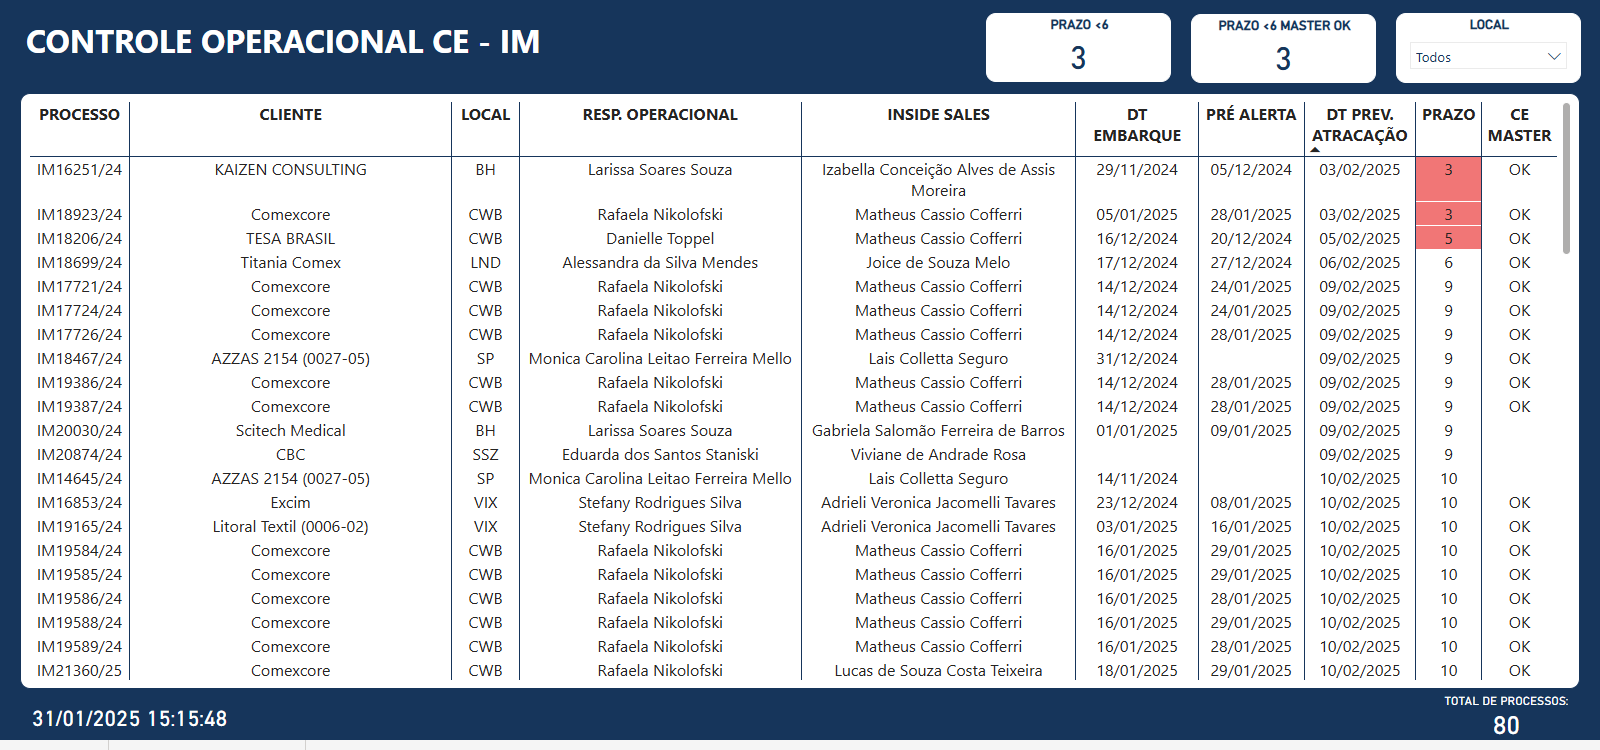 CONTROLE OPERACIONAL CE - IM
PRAZO <6
3
PRAZO <6 MASTER OK
3
LOCAL
Todos
PROCESSO CLIENTE LOCAL RESP. OPERACIONAL INSIDE SALES DT EMBARQUE PRÉ ALERTA DT PREV. ATRACAÇÃO PRAZO CE MASTER
IM16251/24 KAIZEN CONSULTING BH Larissa Soares Souza Izabella Conceição Alves de Assis Moreira 29/11/2024 05/12/2024 03/02/2025 3 OK
IM18923/24 Comexcore CWB Rafaela Nikolofski Matheus Cassio Cofferri 05/01/2025 28/01/2025 03/02/2025 3 OK
IM18206/24 TESA BRASIL CWB Danielle Toppel Matheus Cassio Cofferri 16/12/2024 20/12/2024 05/02/2025 5 OK
IM18699/24 Titania Comex LND Alessandra da Silva Mendes Joice de Souza Melo 17/12/2024 27/12/2024 06/02/2025 6 OK
IM17721/24 Comexcore CWB Rafaela Nikolofski Matheus Cassio Cofferri 14/12/2024 24/01/2025 09/02/2025 9 OK
IM17724/24 Comexcore CWB Rafaela Nikolofski Matheus Cassio Cofferri 14/12/2024 24/01/2025 09/02/2025 9 OK
IM17726/24 Comexcore CWB Rafaela Nikolofski Matheus Cassio Cofferri 14/12/2024 28/01/2025 09/02/2025 9 OK
IM18467/24 AZZAS 2154 (0027-05) SP Monica Carolina Leitao Ferreira Mello Lais Colletta Seguro 31/12/2024 09/02/2025 9 OK
IM19386/24 Comexcore CWB Rafaela Nikolofski Matheus Cassio Cofferri 14/12/2024 28/01/2025 09/02/2025 9 OK
IM19387/24 Comexcore CWB Rafaela Nikolofski Matheus Cassio Cofferri 14/12/2024 28/01/2025 09/02/2025 9 OK
IM20030/24 Scitech Medical BH Larissa Soares Souza Gabriela Salomão Ferreira de Barros 01/01/2025 09/01/2025 09/02/2025 9
IM20874/24 CBC SSZ Eduarda dos Santos Staniski Viviane de Andrade Rosa 09/02/2025 9
IM14645/24 AZZAS 2154 (0027-05) SP Monica Carolina Leitao Ferreira Mello Lais Colletta Seguro 14/11/2024 10/02/2025 10
IM16853/24 Excim VIX Stefany Rodrigues Silva Adrieli Veronica Jacomelli Tavares 23/12/2024 08/01/2025 10/02/2025 10 OK
IM19165/24 Litoral Textil (0006-02) VIX Stefany Rodrigues Silva Adrieli Veronica Jacomelli Tavares 03/01/2025 16/01/2025 10/02/2025 10 OK
IM19584/24 Comexcore CWB Rafaela Nikolofski Matheus Cassio Cofferri 16/01/2025 29/01/2025 10/02/2025 10 OK
IM19585/24 Comexcore CWB Rafaela Nikolofski Matheus Cassio Cofferri 16/01/2025 29/01/2025 10/02/2025 10 OK
IM19586/24 Comexcore CWB Rafaela Nikolofski Matheus Cassio Cofferri 16/01/2025 28/01/2025 10/02/2025 10 OK
IM19588/24 Comexcore CWB Rafaela Nikolofski Matheus Cassio Cofferri 16/01/2025 29/01/2025 10/02/2025 10 OK
IM19589/24 Comexcore CWB Rafaela Nikolofski Matheus Cassio Cofferri 16/01/2025 28/01/2025 10/02/2025 10 OK
IM21360/25 Comexcore CWB Rafaela Nikolofski Lucas de Souza Costa Teixeira 18/01/2025 29/01/2025 10/02/2025 10 OK
31/01/2025 15:15:48
TOTAL DE PROCESSOS:
80